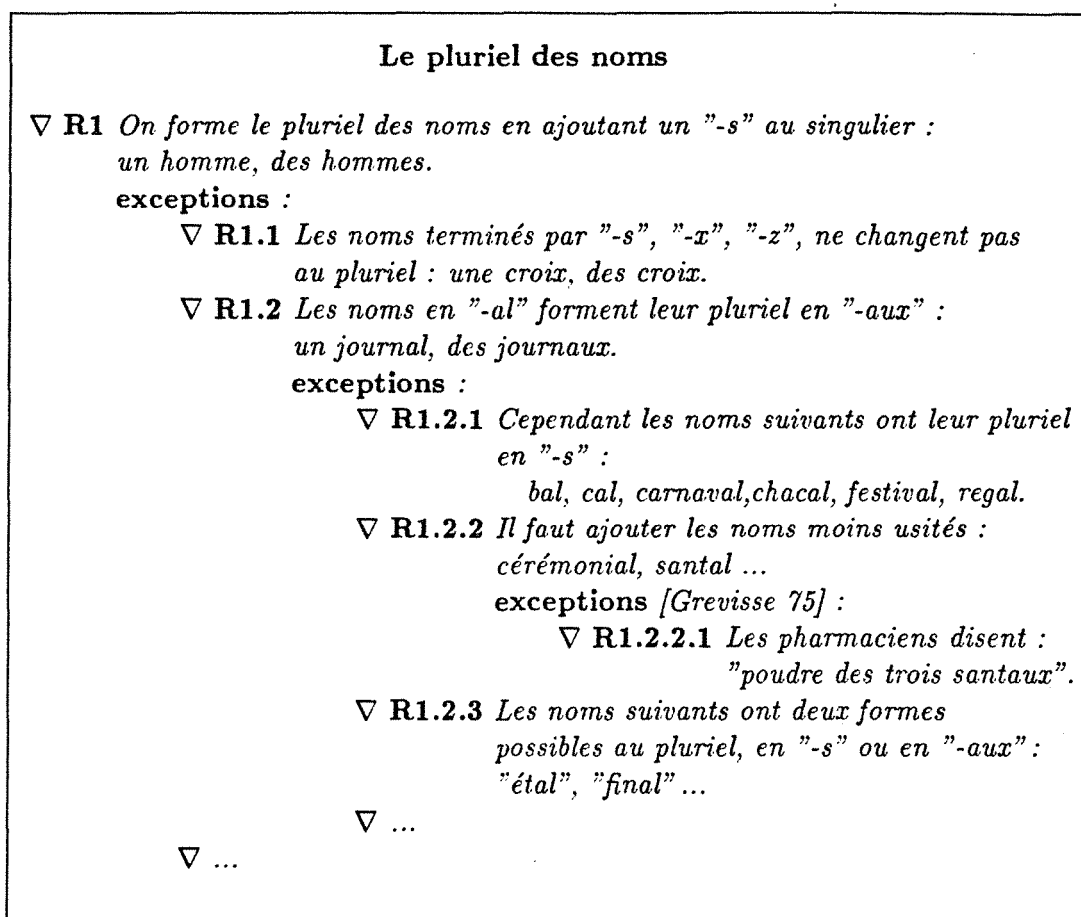 Le pluriel des noms
∇ R1 On forme le pluriel des noms en ajoutant un "-s" au singulier :
un homme, des hommes.
exceptions :
∇ R1.1 Les noms terminés par "-s", "-x", "-z", ne changent pas
au pluriel : une croix, des croix.
∇ R1.2 Les noms en "-al" forment leur pluriel en "-aux" :
un journal, des journaux.
exceptions :
∇ R1.2.1 Cependant les noms suivants ont leur pluriel
en "-s" :
bal, cal, carnaval,chacal, festival, regal.
∇ R1.2.2 Il faut ajouter les noms moins usités :
cérémonial, santal ...
exceptions [Grevisse 75] :
∇ R1.2.2.1 Les pharmaciens disent :
"poudre des trois santaux".
∇ R1.2.3 Les noms suivants ont deux formes
possibles au pluriel, en "-s" ou en "-aux" :
"étal", "final" ...
∇ ...
∇ ...